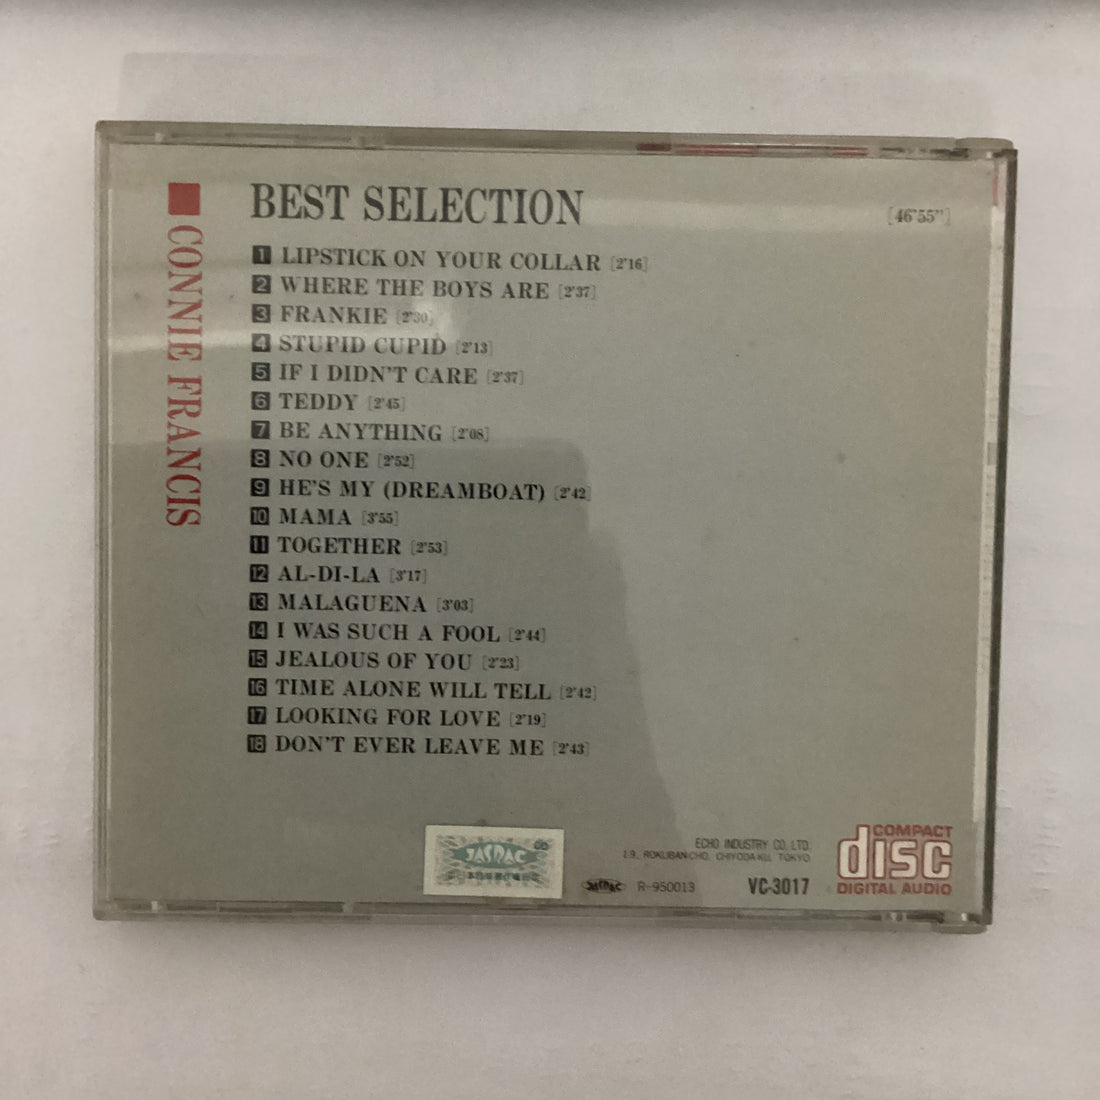 CONNIE FRANCIS
BEST SELECTION
[46'55"]
1 LIPSTICK ON YOUR COLLAR [2'16]
2 WHERE THE BOYS ARE [2'37]
3 FRANKIE [2'30]
4 STUPID CUPID [2'13]
5 IF I DIDN'T CARE [2'37]
6 TEDDY [2'45]
7 BE ANYTHING [2'08]
8 NO ONE [2'52]
9 HE'S MY (DREAMBOAT) [2'42]
10 MAMA [3'55]
11 TOGETHER [2'53]
12 AL-DI-LA [3'17]
13 MALAGUENA [3'03]
14 I WAS SUCH A FOOL [2'44]
15 JEALOUS OF YOU [2'23]
16 TIME ALONE WILL TELL [2'42]
17 LOOKING FOR LOVE [2'19]
18 DON'T EVER LEAVE ME [2'43]
JASRAC
ECHO INDUSTRY CO., LTD.
1-9, ROKUBANCHO, CHIYODA-KU, TOKYO
JASRAC R-950013 VC-3017
COMPACT
disc
DIGITAL AUDIO